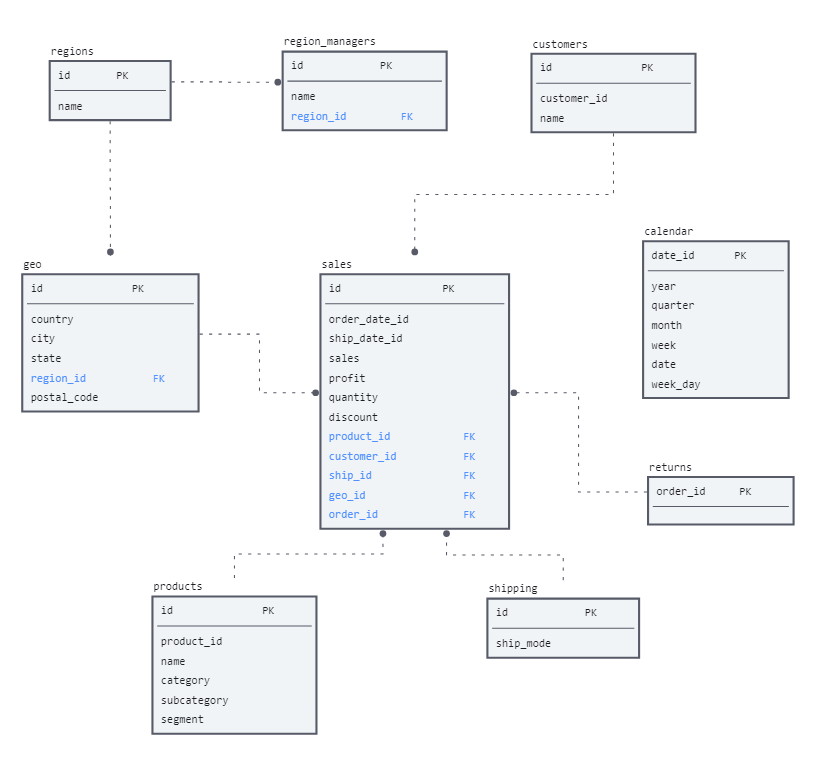 regions
id PK
name
region_managers
id PK
name
region_id FK
customers
id PK
customer_id
name
geo
id PK
country
city
state
region_id FK
postal_code
sales
id PK
order_date_id
ship_date_id
sales
profit
quantity
discount
product_id FK
customer_id FK
ship_id FK
geo_id FK
order_id FK
calendar
date_id PK
year
quarter
month
week
date
week_day
returns
order_id PK
products
id PK
product_id
name
category
subcategory
segment
shipping
id PK
ship_mode